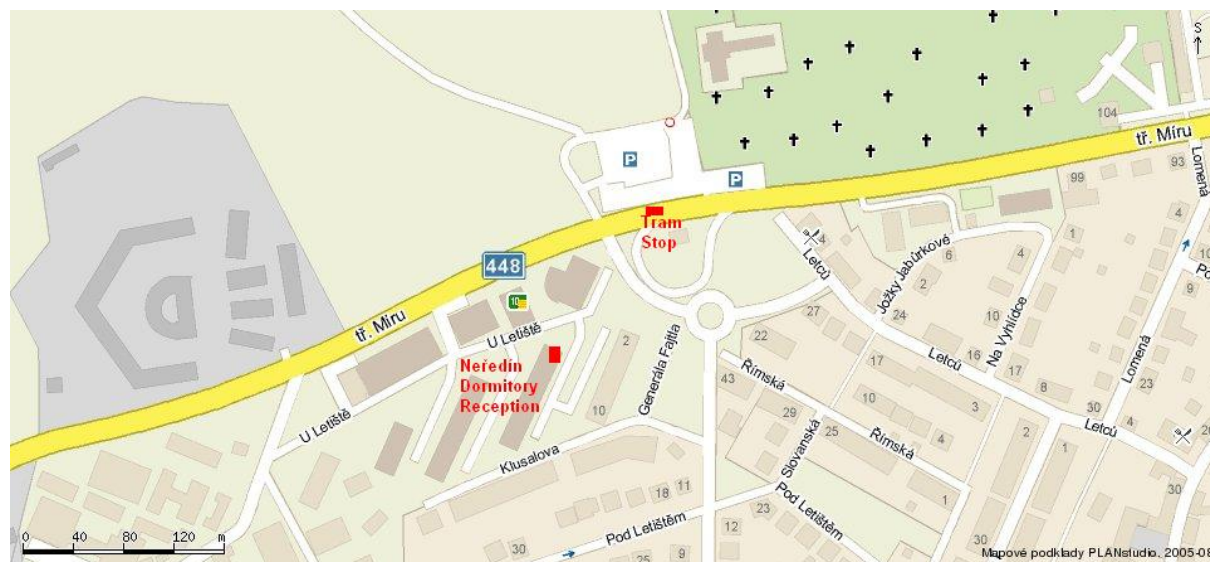 S
104
tř. Míru
Lomená
93
99
P
P
Tram
Stop
4
Letců
Jožky Jabůrkové
6
4
1
4
2
448
10
Na Vyhlídce
9
tř. Míru
U Letiště
27
24
10
22
Generála Fajtla
2
Letců
16
17
17
Lomená
23
Neředín
Dormitory
Reception
43
Římská
8
10
10
3
30
29
25
Římská
4
2
1
Letců
4
U Letiště
Klusalova
Slovanská
1
Pod Letištěm
30
18
11
23
12
Pod Letištěm
30
25
9
30
0 40 80 120 m
Mapové podklady PLANstudio, 2005-08